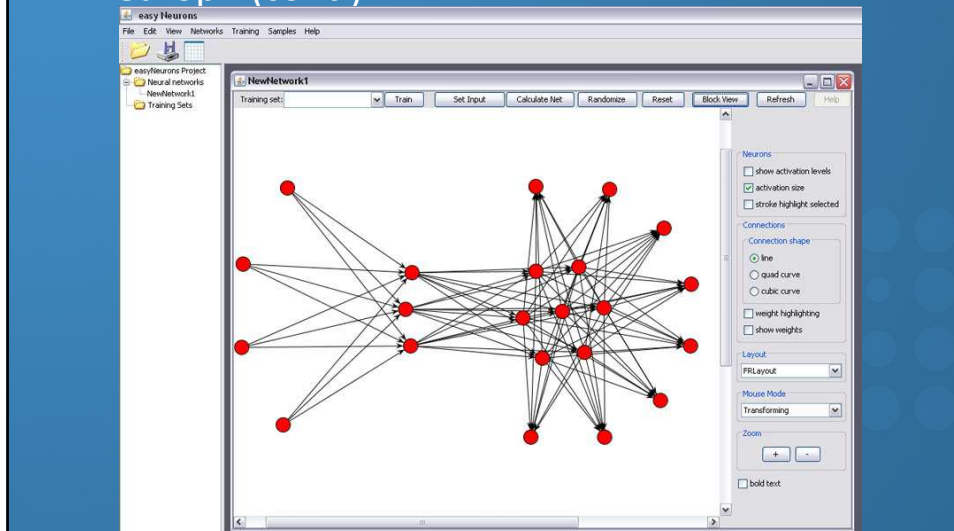 easy Neurons
File Edit View Networks Training Samples Help
easyNeurons Project
Neural networks
NewNetwork1
Training Sets
NewNetwork1
Training set: Train Set Input Calculate Net Randomize Reset Block View Refresh Help
Neurons
show activation levels
activation size
stroke highlight selected
Connections
Connection shape
line
quad curve
cubic curve
weight highlighting
show weights
Layout
FRLayout
Mouse Mode
Transforming
Zoom
+ -
bold text